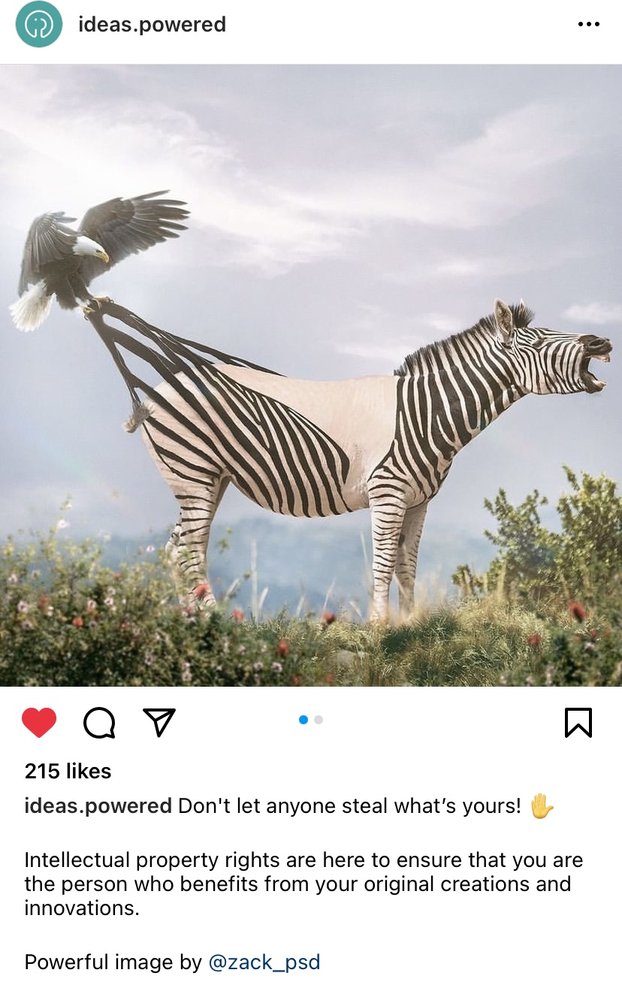 ideas.powered
215 likes
ideas.powered Don't let anyone steal what’s yours! ✋
Intellectual property rights are here to ensure that you are
the person who benefits from your original creations and
innovations.
Powerful image by @zack_psd